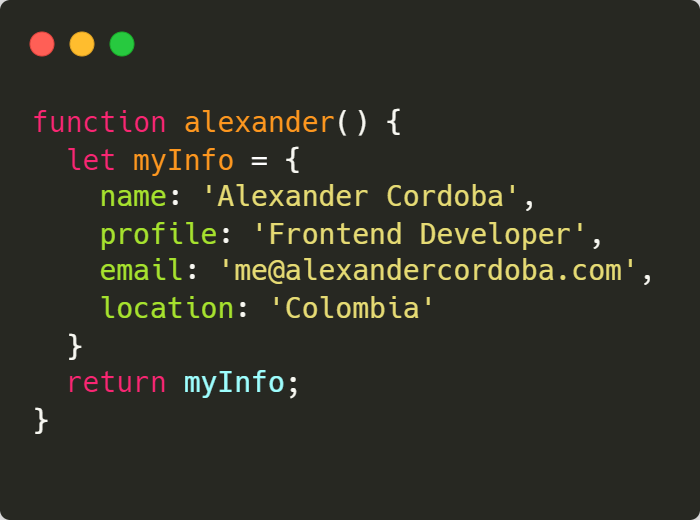 function alexander() {
  let myInfo = {
    name: 'Alexander Cordoba',
    profile: 'Frontend Developer',
    email: 'me@alexandercordoba.com',
    location: 'Colombia'
  }
  return myInfo;
}